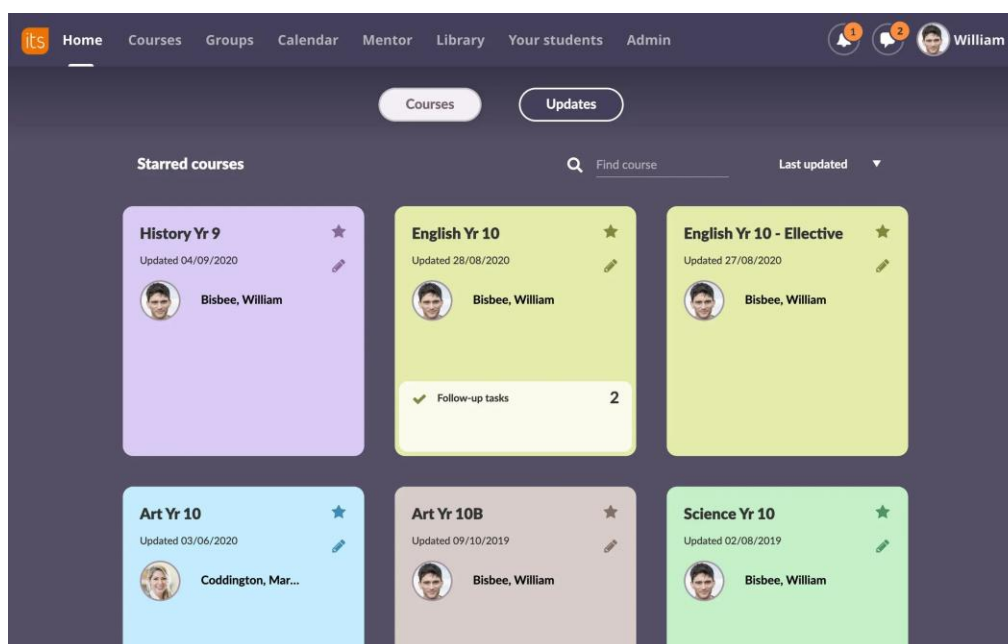 its Home Courses Groups Calendar Mentor Library Your students Admin 1 2 William
Courses Updates
Starred courses Find course Last updated
History Yr 9
Updated 04/09/2020
Bisbee, William
English Yr 10
Updated 28/08/2020
Bisbee, William
Follow-up tasks 2
English Yr 10 - Ellective
Updated 27/08/2020
Bisbee, William
Art Yr 10
Updated 03/06/2020
Coddington, Mar...
Art Yr 10B
Updated 09/10/2019
Bisbee, William
Science Yr 10
Updated 02/08/2019
Bisbee, William